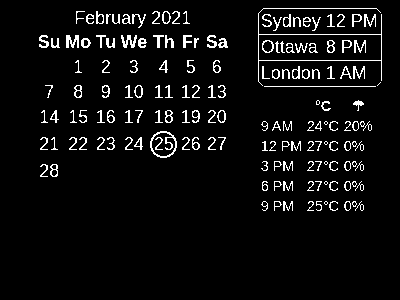 February 2021
Su Mo Tu We Th Fr Sa
1 2 3 4 5 6
7 8 9 10 11 12 13
14 15 16 17 18 19 20
21 22 23 24 25 26 27
28
Sydney 12 PM
Ottawa 8 PM
London 1 AM
°C ☂
9 AM 24°C 20%
12 PM 27°C 0%
3 PM 27°C 0%
6 PM 27°C 0%
9 PM 25°C 0%